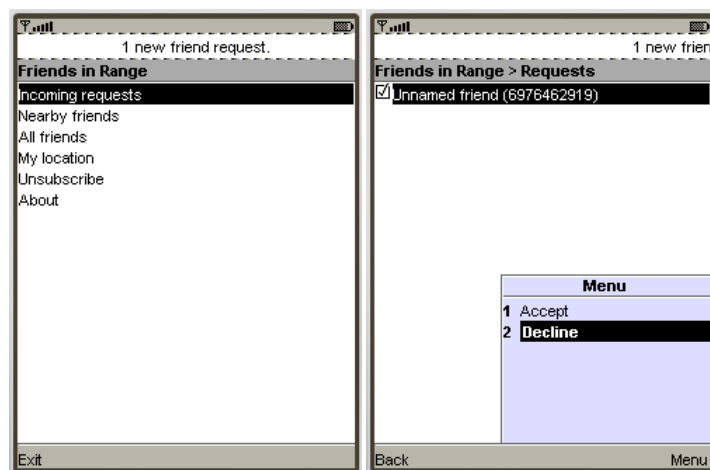 1 new friend request.
Friends in Range
Incoming requests
Nearby friends
All friends
My location
Unsubscribe
About
Exit
1 new frien
Friends in Range > Requests
Unnamed friend (6976462919)
Menu
1 Accept
2 Decline
Back Menu